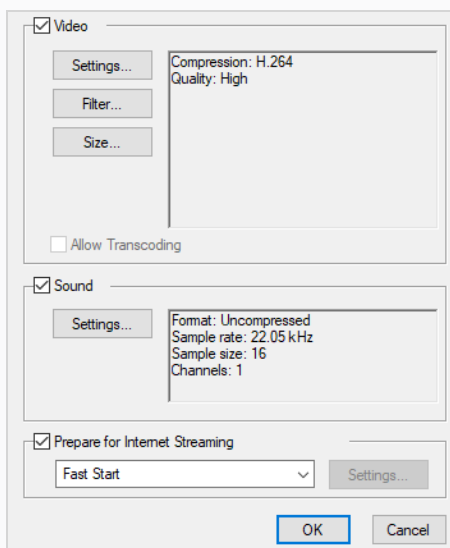 Video
Settings...
Compression: H.264
Quality: High
Filter...
Size...
Allow Transcoding
Sound
Settings...
Format: Uncompressed
Sample rate: 22.05 kHz
Sample size: 16
Channels: 1
Prepare for Internet Streaming
Fast Start
Settings...
OK
Cancel